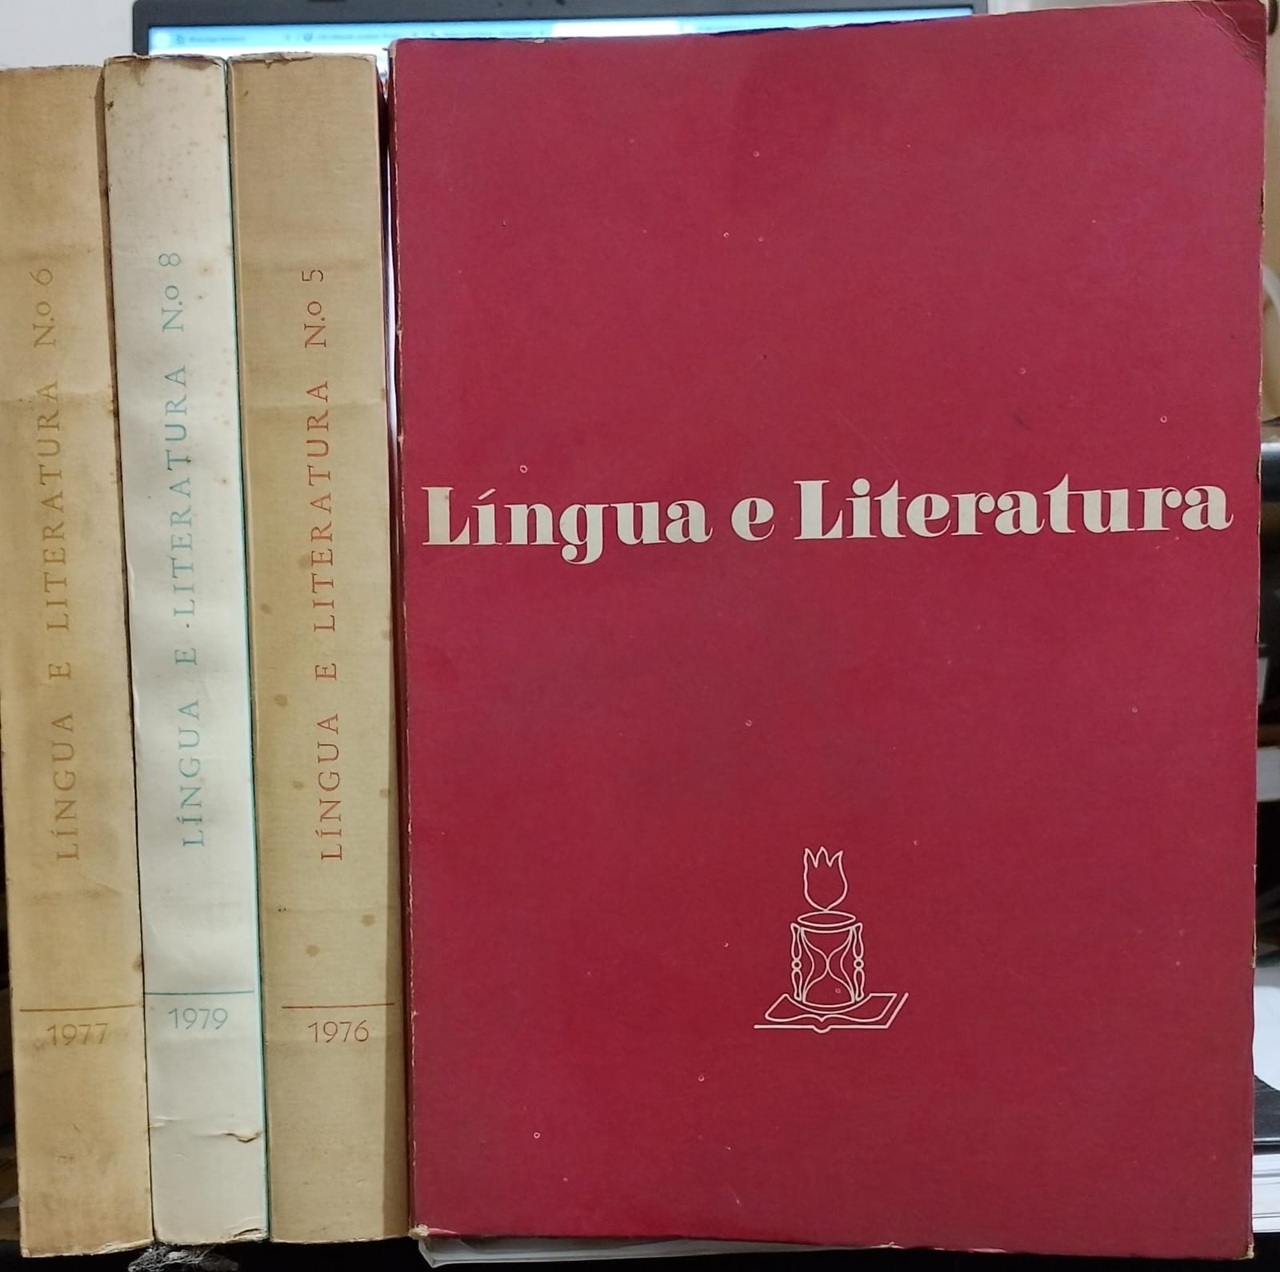 LÍNGUA E LITERATURA N.o 6
1977
LÍNGUA E LITERATURA N.o 8
1979
LÍNGUA E LITERATURA N.o 5
1976
Língua e Literatura